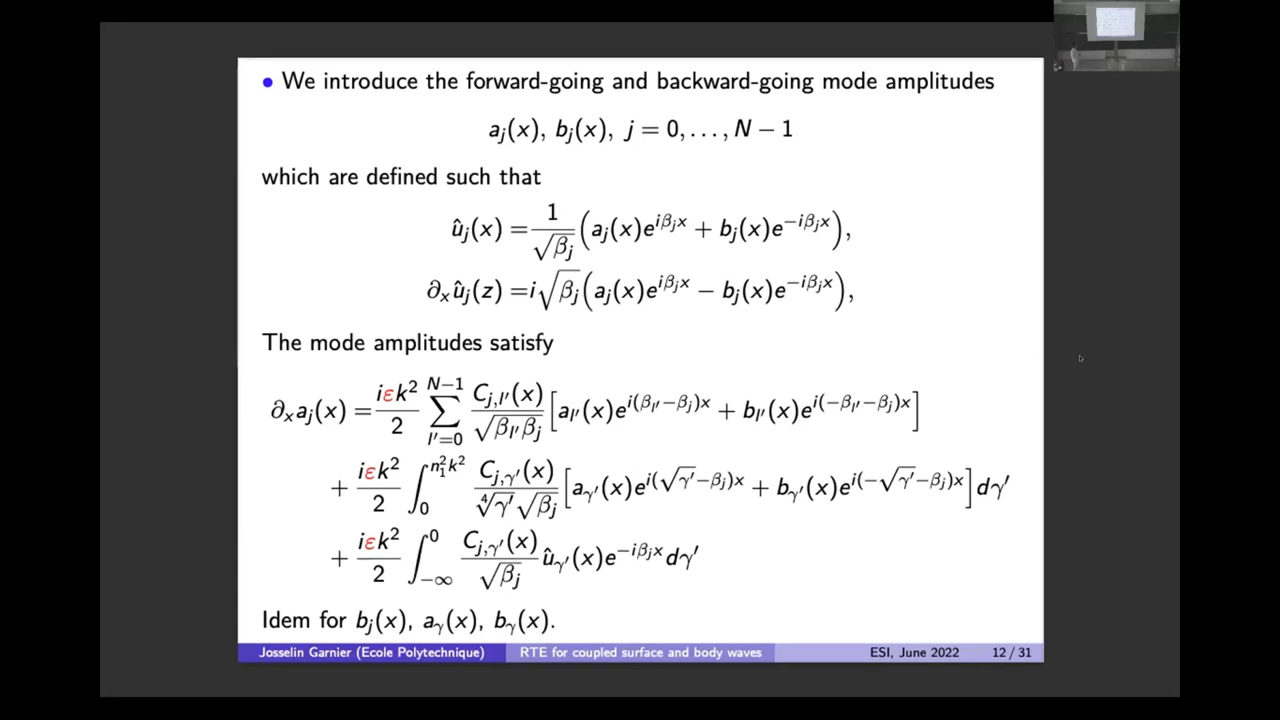 • We introduce the forward-going and backward-going mode amplitudes
a_j(x), b_j(x), j = 0, . . . , N − 1
which are defined such that
û_j(x) = 1/√β_j (a_j(x)e^{iβ_j x} + b_j(x)e^{−iβ_j x}),
∂_x û_j(z) = i√β_j (a_j(x)e^{iβ_j x} − b_j(x)e^{−iβ_j x}),
The mode amplitudes satisfy
∂_x a_j(x) = iεk²/2 ∑_{l'=0}^{N−1} C_{j,l'}(x)/√(β_{l'}β_j) [a_{l'}(x)e^{i(β_{l'}−β_j)x} + b_{l'}(x)e^{i(−β_{l'}−β_j)x}]
+ iεk²/2 ∫_0^{n_1²k²} C_{j,γ'}(x)/(∜γ' √β_j) [a_{γ'}(x)e^{i(√γ'−β_j)x} + b_{γ'}(x)e^{i(−√γ'−β_j)x}] dγ'
+ iεk²/2 ∫_{−∞}^0 C_{j,γ'}(x)/√β_j û_{γ'}(x)e^{−iβ_j x} dγ'
Idem for b_j(x), a_γ(x), b_γ(x).
Josselin Garnier (Ecole Polytechnique) RTE for coupled surface and body waves ESI, June 2022 12 / 31